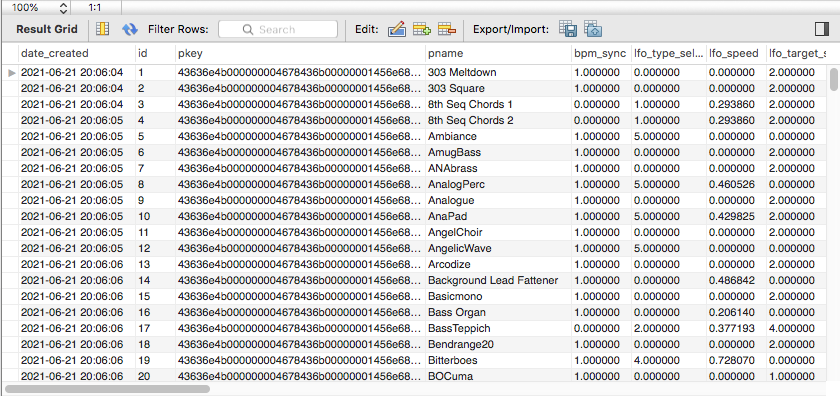 100% 1:1
Result Grid Filter Rows: Search Edit: Export/Import:
date_created id pkey pname bpm_sync lfo_type_sel... lfo_speed lfo_target_s
2021-06-21 20:06:04 1 43636e4b000000004678436b00000001456e68... 303 Meltdown 1.000000 0.000000 0.000000 2.000000
2021-06-21 20:06:04 2 43636e4b000000004678436b00000001456e68... 303 Square 1.000000 0.000000 0.000000 2.000000
2021-06-21 20:06:04 3 43636e4b000000004678436b00000001456e68... 8th Seq Chords 1 0.000000 1.000000 0.293860 2.000000
2021-06-21 20:06:05 4 43636e4b000000004678436b00000001456e68... 8th Seq Chords 2 0.000000 1.000000 0.293860 2.000000
2021-06-21 20:06:05 5 43636e4b000000004678436b00000001456e68... Ambiance 1.000000 5.000000 0.000000 0.000000
2021-06-21 20:06:05 6 43636e4b000000004678436b00000001456e68... AmugBass 1.000000 0.000000 0.000000 2.000000
2021-06-21 20:06:05 7 43636e4b000000004678436b00000001456e68... ANAbrass 1.000000 0.000000 0.000000 2.000000
2021-06-21 20:06:05 8 43636e4b000000004678436b00000001456e68... AnalogPerc 1.000000 5.000000 0.460526 2.000000
2021-06-21 20:06:05 9 43636e4b000000004678436b00000001456e68... Analogue 1.000000 0.000000 0.000000 2.000000
2021-06-21 20:06:05 10 43636e4b000000004678436b00000001456e68... AnaPad 1.000000 5.000000 0.429825 2.000000
2021-06-21 20:06:05 11 43636e4b000000004678436b00000001456e68... AngelChoir 1.000000 0.000000 0.000000 2.000000
2021-06-21 20:06:05 12 43636e4b000000004678436b00000001456e68... AngelicWave 1.000000 5.000000 0.000000 0.000000
2021-06-21 20:06:06 13 43636e4b000000004678436b00000001456e68... Arcodize 1.000000 0.000000 0.000000 2.000000
2021-06-21 20:06:06 14 43636e4b000000004678436b00000001456e68... Background Lead Fattener 1.000000 0.000000 0.486842 0.000000
2021-06-21 20:06:06 15 43636e4b000000004678436b00000001456e68... Basicmono 1.000000 0.000000 0.000000 2.000000
2021-06-21 20:06:06 16 43636e4b000000004678436b00000001456e68... Bass Organ 1.000000 0.000000 0.206140 0.000000
2021-06-21 20:06:06 17 43636e4b000000004678436b00000001456e68... BassTeppich 0.000000 2.000000 0.377193 4.000000
2021-06-21 20:06:06 18 43636e4b000000004678436b00000001456e68... Bendrange20 1.000000 0.000000 0.000000 2.000000
2021-06-21 20:06:06 19 43636e4b000000004678436b00000001456e68... Bitterboes 1.000000 4.000000 0.728070 0.000000
2021-06-21 20:06:06 20 43636e4b000000004678436b00000001456e68... BOCuma 1.000000 0.000000 0.000000 1.000000